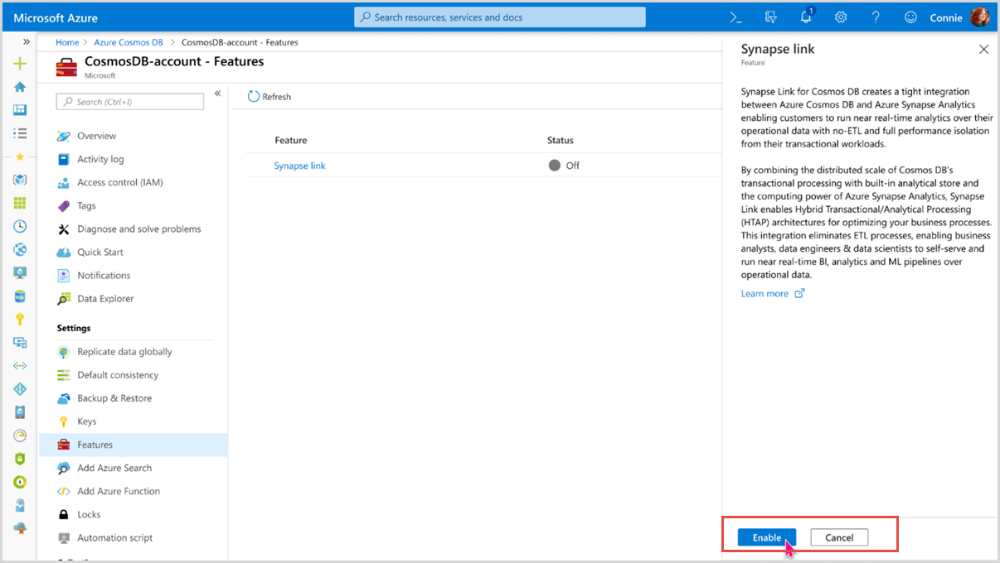 Microsoft Azure
Search resources, services and docs
1
Connie
Home > Azure Cosmos DB > CosmosDB-account - Features
CosmosDB-account - Features
Microsoft
Search (Ctrl+/)
Overview
Activity log
Access control (IAM)
Tags
Diagnose and solve problems
Quick Start
Notifications
Data Explorer
Settings
Replicate data globally
Default consistency
Backup & Restore
Keys
Features
Add Azure Search
Add Azure Function
Locks
Automation script
Refresh
Feature Status
Synapse link Off
Synapse link
Feature
Synapse Link for Cosmos DB creates a tight integration
between Azure Cosmos DB and Azure Synapse Analytics
enabling customers to run near real-time analytics over their
operational data with no-ETL and full performance isolation
from their transactional workloads.
By combining the distributed scale of Cosmos DB's
transactional processing with built-in analytical store and
the computing power of Azure Synapse Analytics, Synapse
Link enables Hybrid Transactional/Analytical Processing
(HTAP) architectures for optimizing your business processes.
This integration eliminates ETL processes, enabling business
analysts, data engineers & data scientists to self-serve and
run near real-time BI, analytics and ML pipelines over
operational data.
Learn more
Enable Cancel